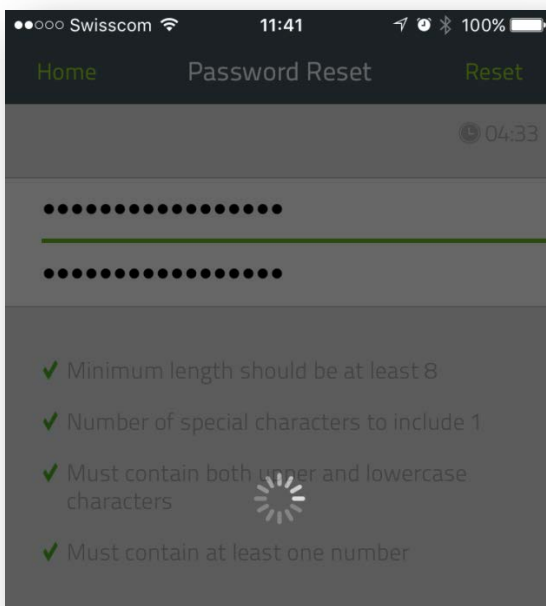 Swisscom 11:41 100%
Home Password Reset Reset
04:33
•••••••••••••••••
•••••••••••••••••
Minimum length should be at least 8
Number of special characters to include 1
Must contain both upper and lowercase
characters
Must contain at least one number